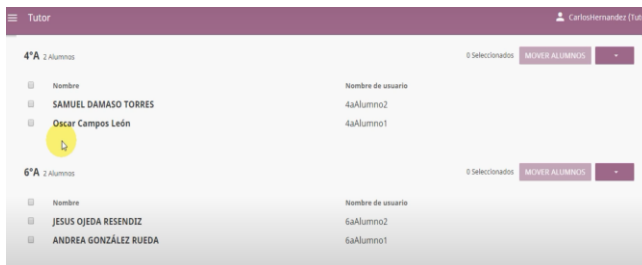 Tutor CarlosHernandez (Tut
4°A 2 Alumnos 0 Seleccionados MOVER ALUMNOS
Nombre Nombre de usuario
SAMUEL DAMASO TORRES 4aAlumno2
Oscar Campos León 4aAlumno1
6°A 2 Alumnos 0 Seleccionados MOVER ALUMNOS
Nombre Nombre de usuario
JESUS OJEDA RESENDIZ 6aAlumno2
ANDREA GONZÁLEZ RUEDA 6aAlumno1